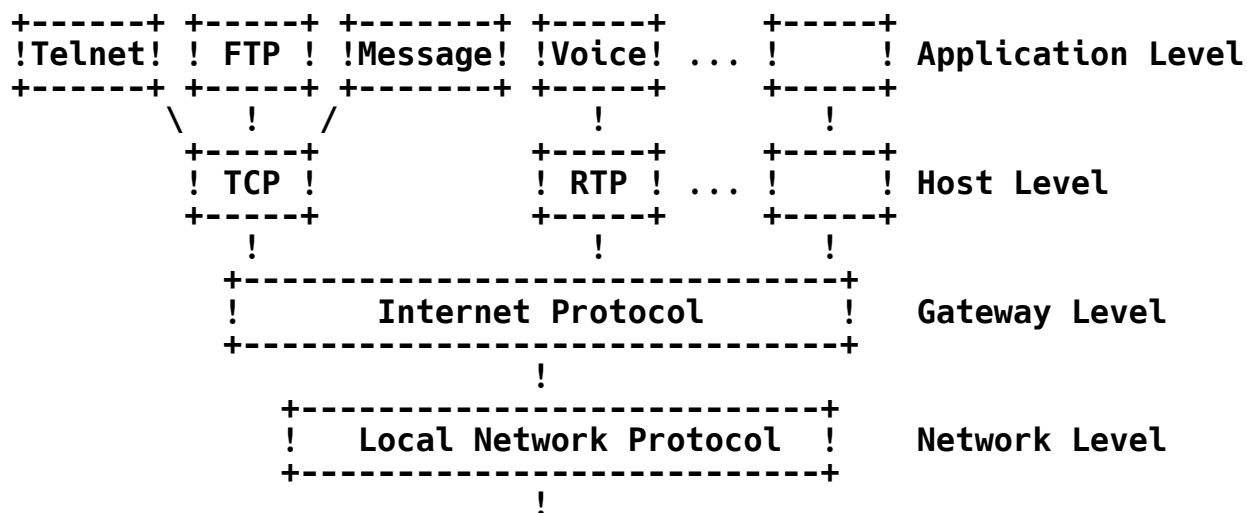 +------+ +-----+ +-------+ +-----+     +-----+
!Telnet! ! FTP ! !Message! !Voice! ... !     ! Application Level
+------+ +-----+ +-------+ +-----+     +-----+
        \   !   /             !           !
         +-----+           +-----+     +-----+
         ! TCP !           ! RTP ! ... !     ! Host Level
         +-----+           +-----+     +-----+
            !                 !           !
           +-------------------------------+
           !       Internet Protocol       !   Gateway Level
           +-------------------------------+
                           !
              +---------------------------+
              !   Local Network Protocol  !    Network Level
              +---------------------------+
                           !